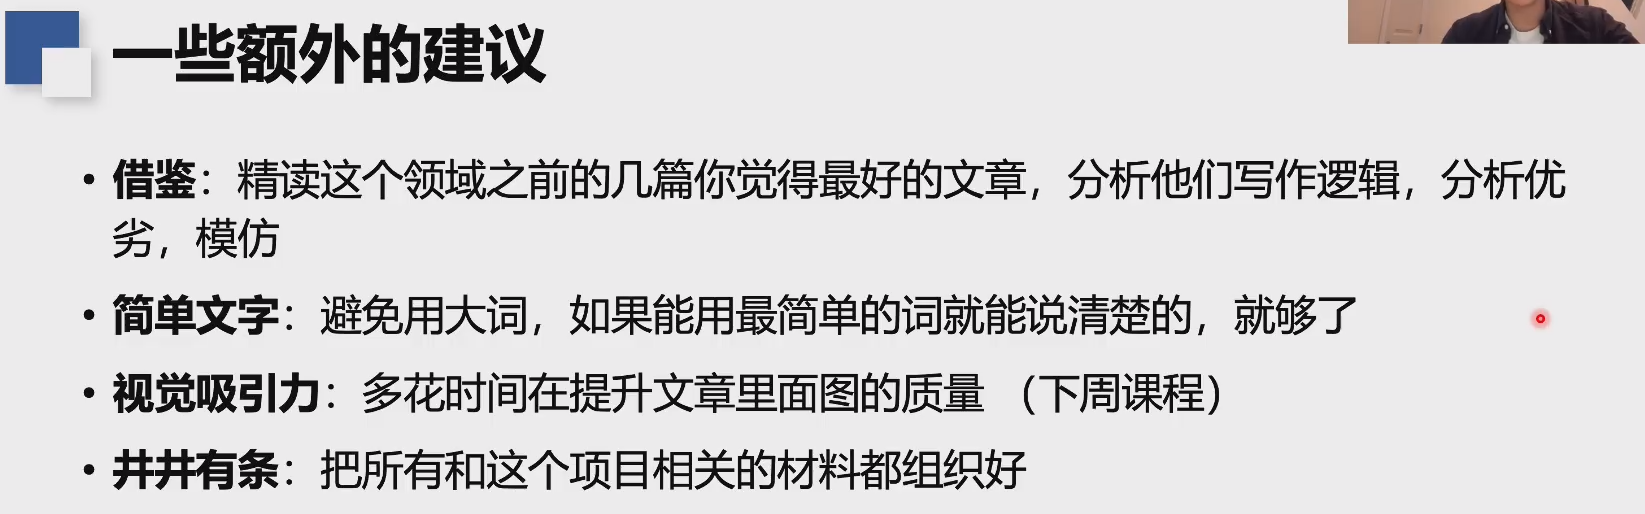 一些额外的建议
• 借鉴：精读这个领域之前的几篇你觉得最好的文章，分析他们写作逻辑，分析优
劣，模仿
• 简单文字：避免用大词，如果能用最简单的词就能说清楚的，就够了
• 视觉吸引力：多花时间在提升文章里面图的质量 （下周课程）
• 井井有条：把所有和这个项目相关的材料都组织好